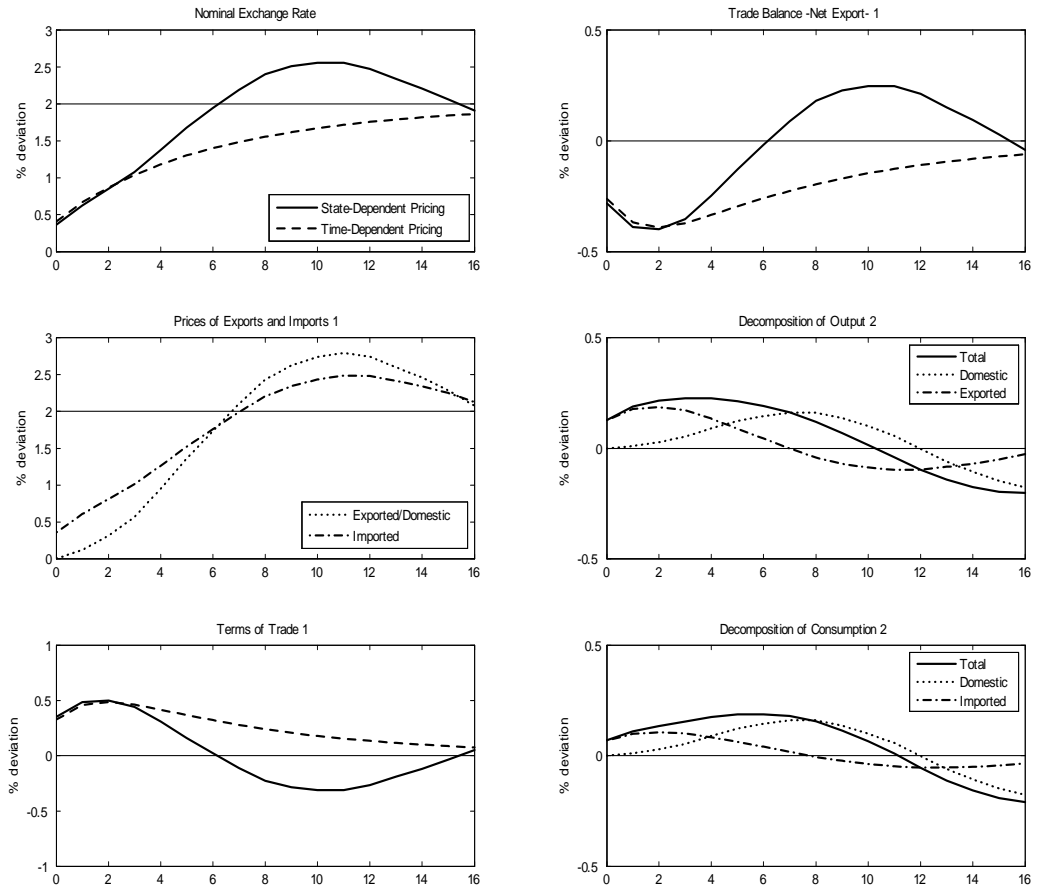 Nominal Exchange Rate
% deviation
3
2.5
2
1.5
1
0.5
0
0 2 4 6 8 10 12 14 16
State-Dependent Pricing
Time-Dependent Pricing
Trade Balance -Net Export- 1
% deviation
0.5
0
-0.5
0 2 4 6 8 10 12 14 16
Prices of Exports and Imports 1
% deviation
3
2.5
2
1.5
1
0.5
0
0 2 4 6 8 10 12 14 16
Exported/Domestic
Imported
Decomposition of Output 2
% deviation
0.5
0
-0.5
0 2 4 6 8 10 12 14 16
Total
Domestic
Exported
Terms of Trade 1
% deviation
1
0.5
0
-0.5
-1
0 2 4 6 8 10 12 14 16
Decomposition of Consumption 2
% deviation
0.5
0
-0.5
0 2 4 6 8 10 12 14 16
Total
Domestic
Imported